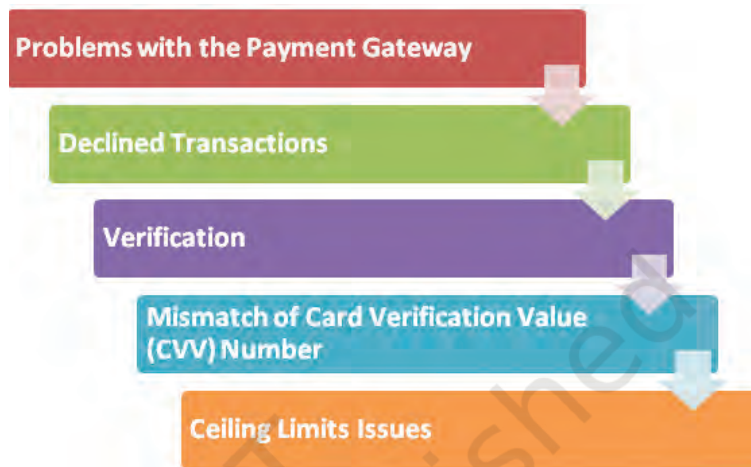 Problems with the Payment Gateway
Declined Transactions
Verification
Mismatch of Card Verification Value
(CVV) Number
Ceiling Limits Issues